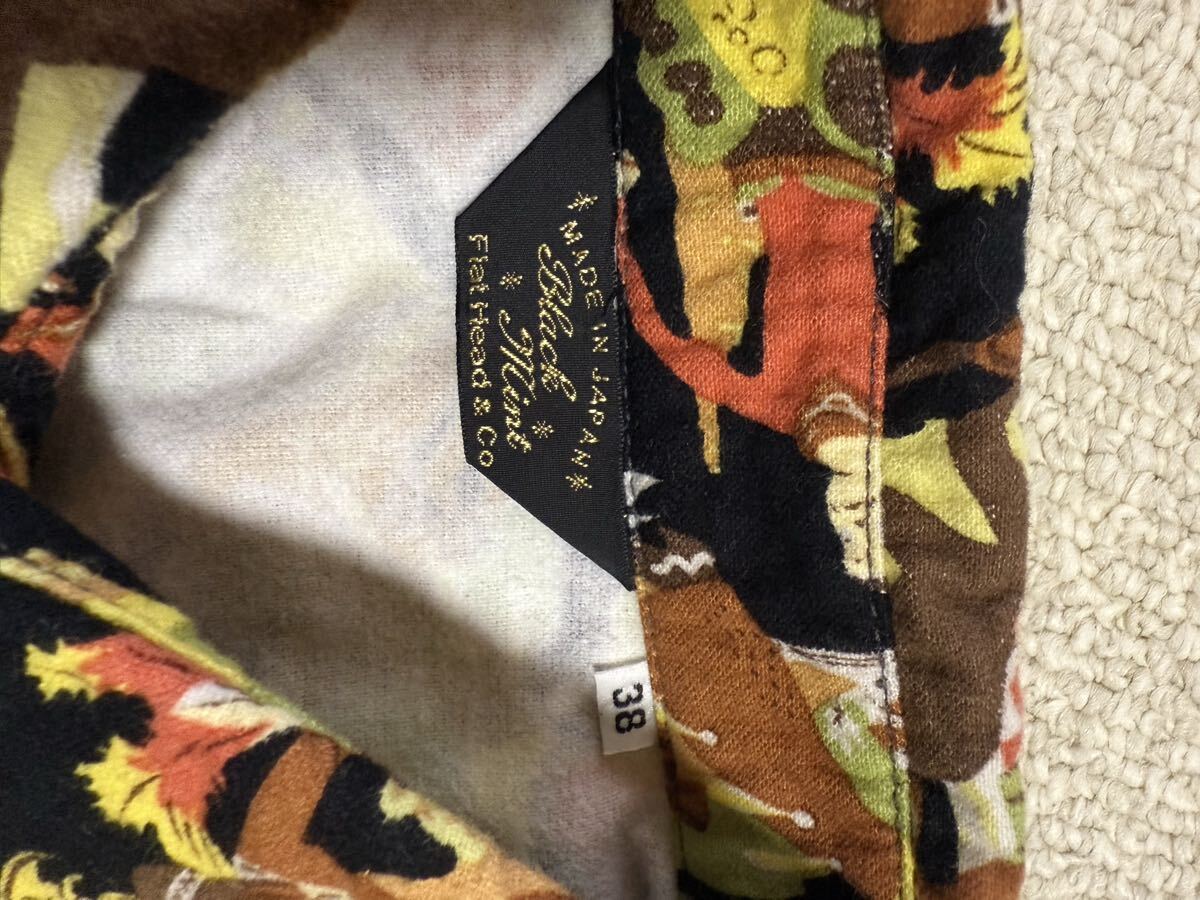 *MADE IN JAPAN*
Black
* Mint *
Flat Head & Co
38